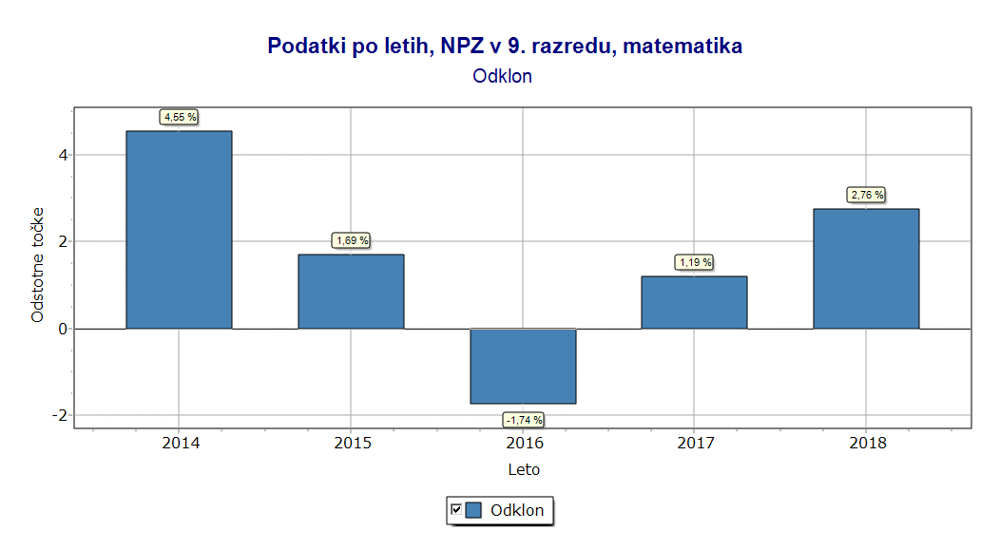 Podatki po letih, NPZ v 9. razredu, matematika
Odklon
4,55 %
1,69 %
-1,74 %
1,19 %
2,76 %
Odstotne točke
4
2
0
-2
2014 2015 2016 2017 2018
Leto
Odklon